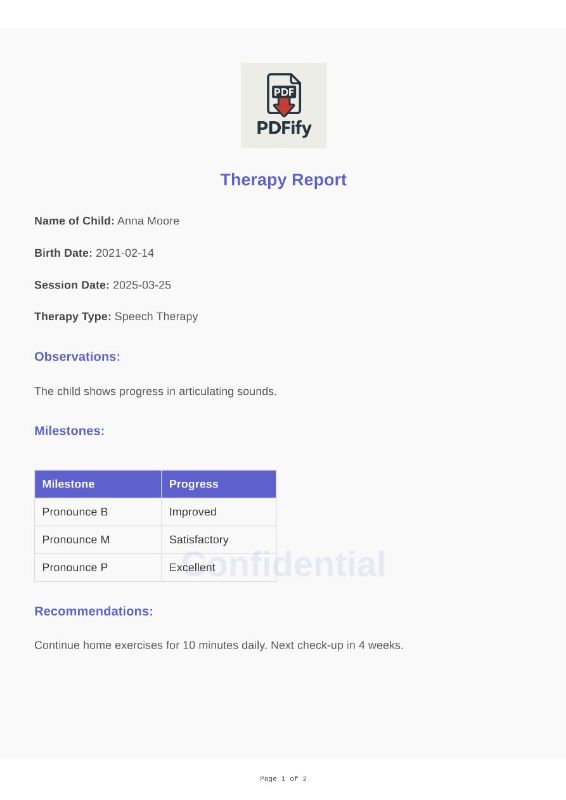 PDF
PDFify
Therapy Report
Name of Child: Anna Moore
Birth Date: 2021-02-14
Session Date: 2025-03-25
Therapy Type: Speech Therapy
Observations:
The child shows progress in articulating sounds.
Milestones:
Milestone Progress
Pronounce B Improved
Pronounce M Satisfactory
Pronounce P Excellent
Confidential
Recommendations:
Continue home exercises for 10 minutes daily. Next check-up in 4 weeks.
Page 1 of 2